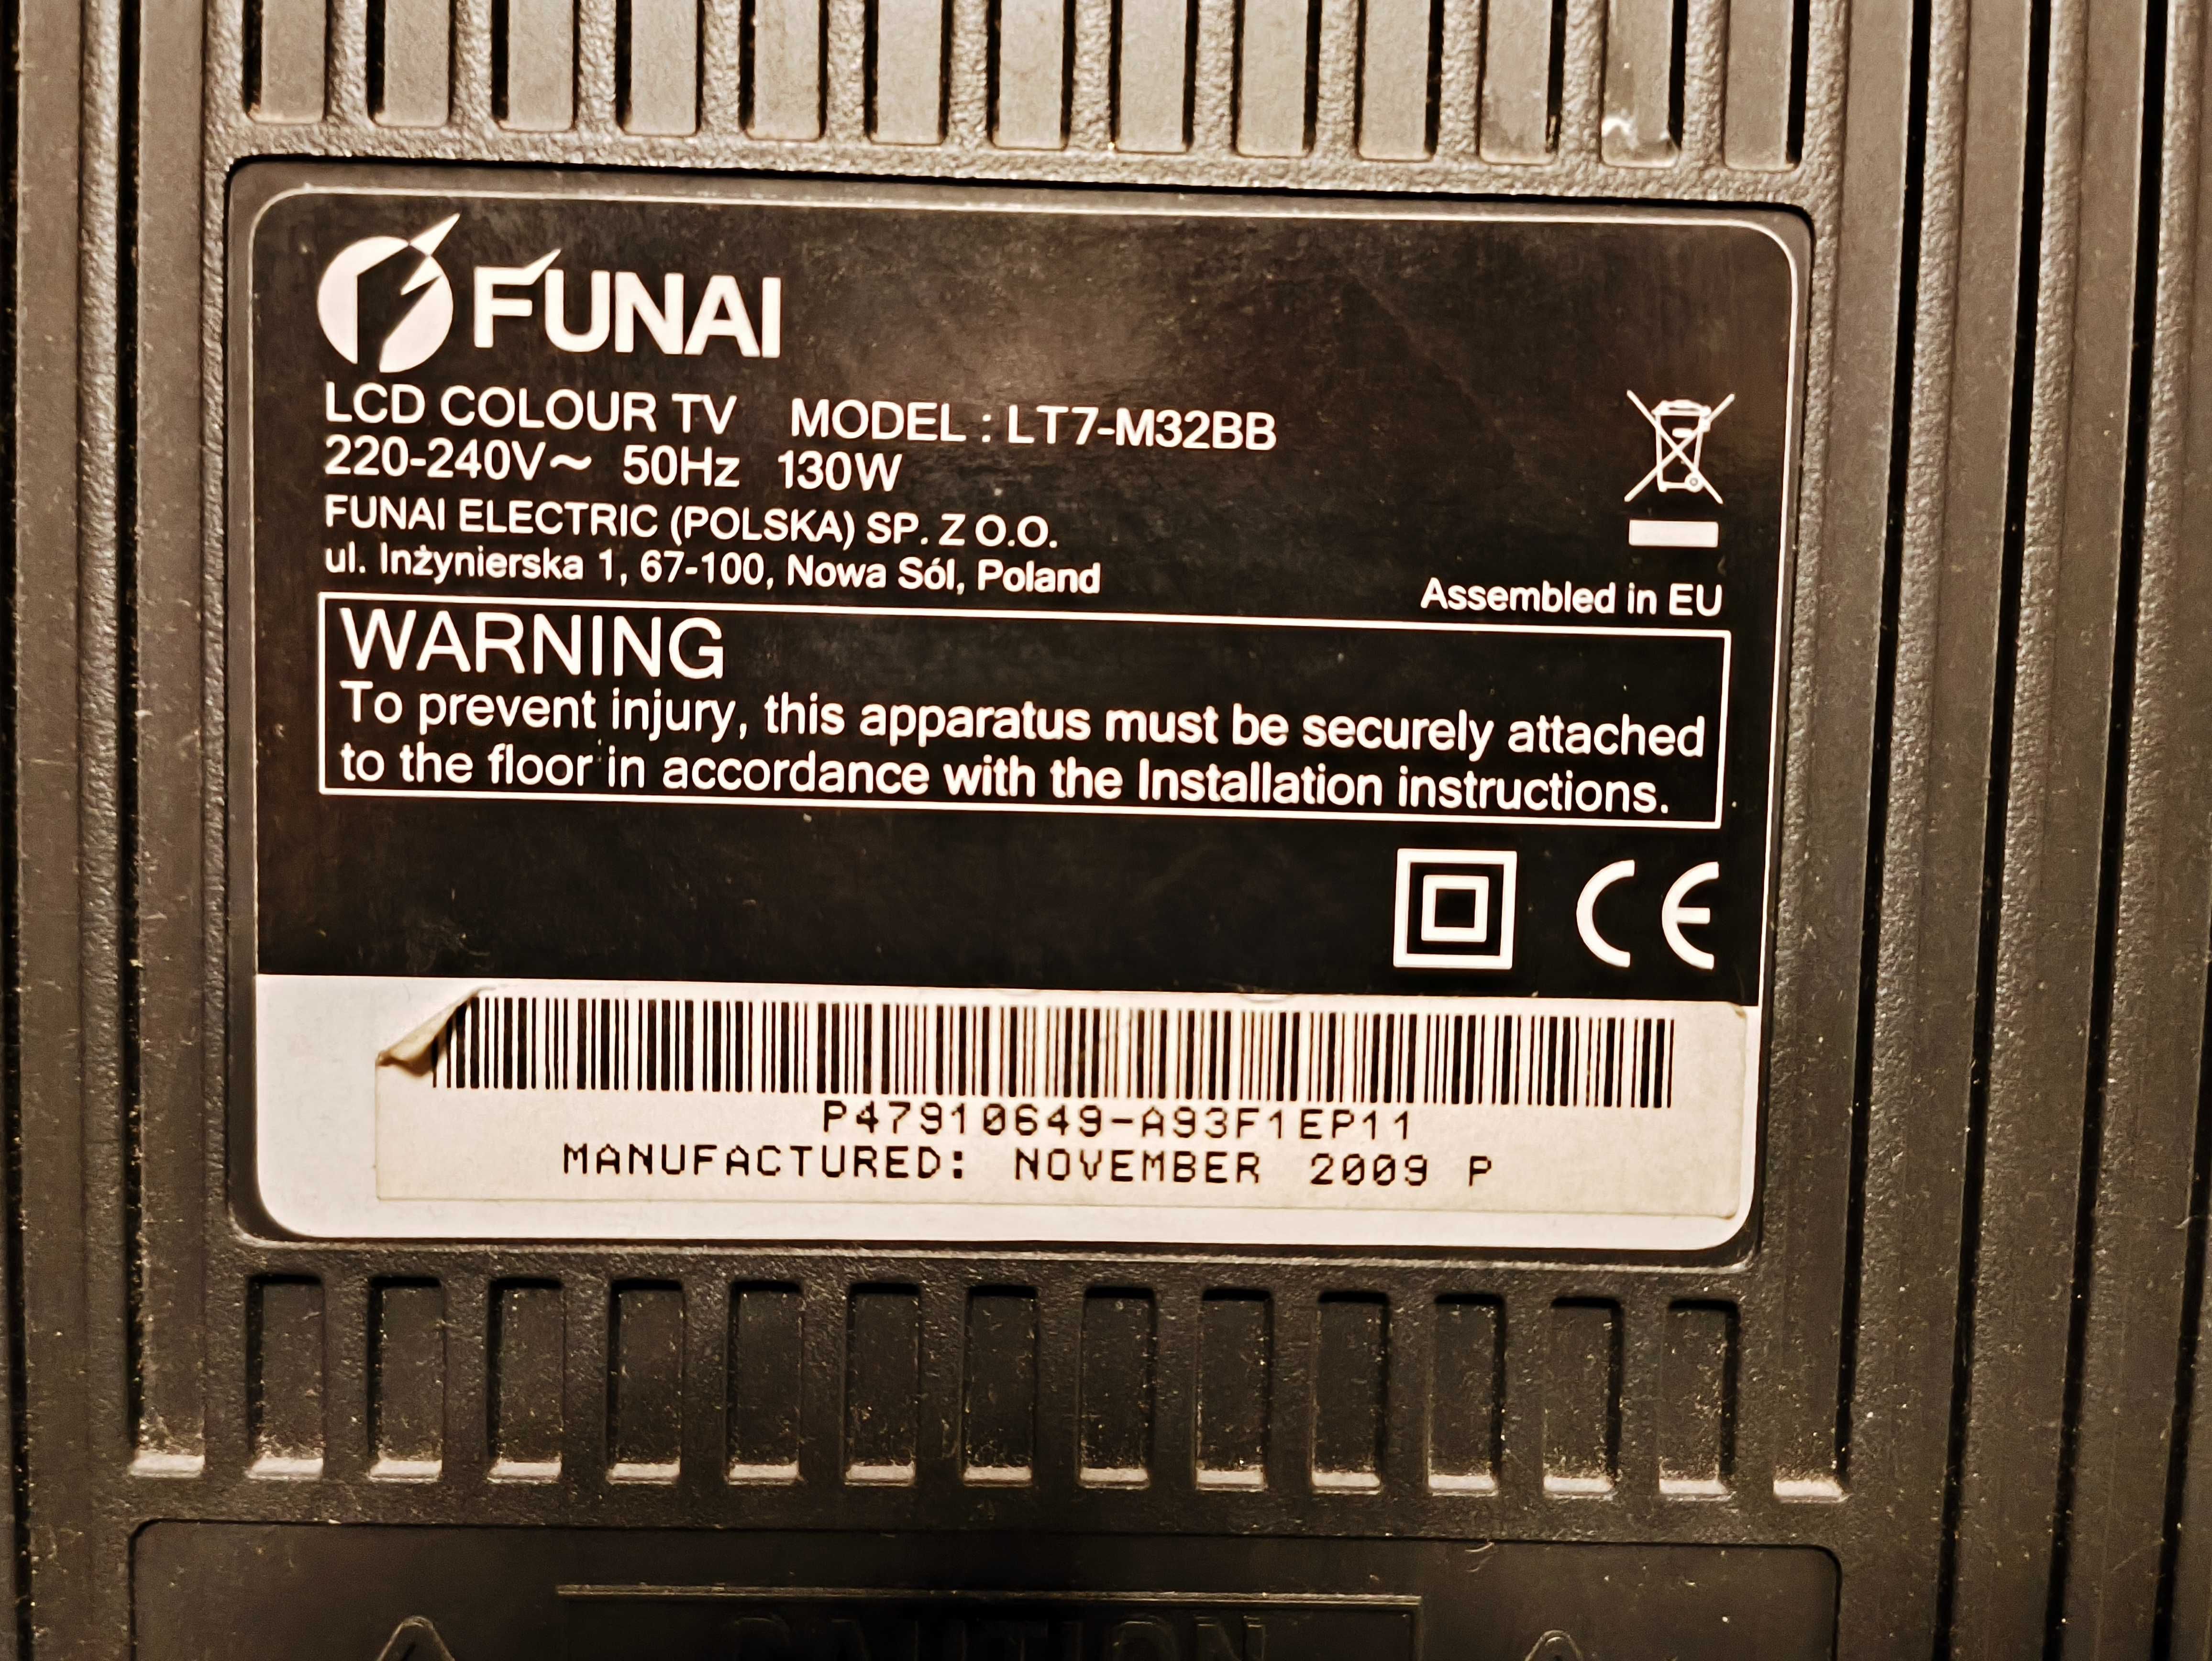 FUNAI
LCD COLOUR TV MODEL : LT7-M32BB
220-240V~ 50Hz 130W
FUNAI ELECTRIC (POLSKA) SP. Z O.O.
ul. Inżynierska 1, 67-100, Nowa Sól, Poland
Assembled in EU
WARNING
To prevent injury, this apparatus must be securely attached
to the floor in accordance with the Installation instructions.
CE
P47910649-A93F1EP11
MANUFACTURED: NOVEMBER 2009 P
CAUTION